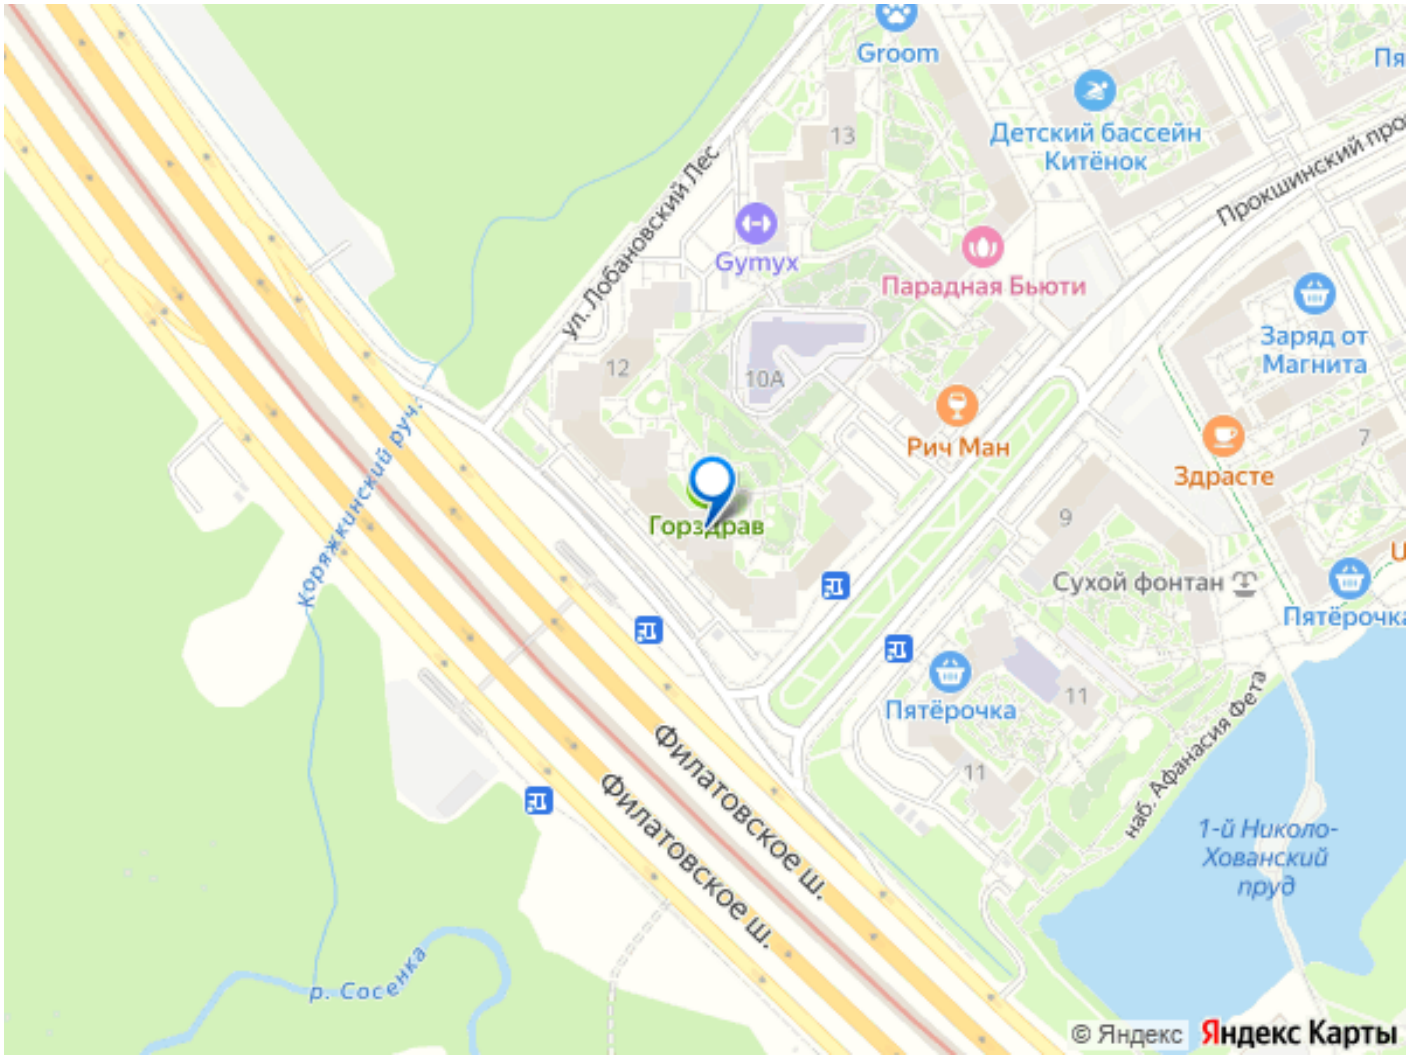 Groom
Пя
13
Детский бассейн
Китёнок
Прокшинский про
ул. Лобановский Лес
Gymyx
Парадная Бьюти
Заряд от
Магнита
12
10А
Рич Ман
7
Здрасте
Коряжкинский руч.
Горздрав
9
U
Сухой фонтан
Пятёрочка
Пятёрочка
11
наб. Афанасия Фета
11
Филатовское ш.
Филатовское ш.
1-й Николо-
Хованский
пруд
р. Сосенка
© Яндекс Яндекс Карты